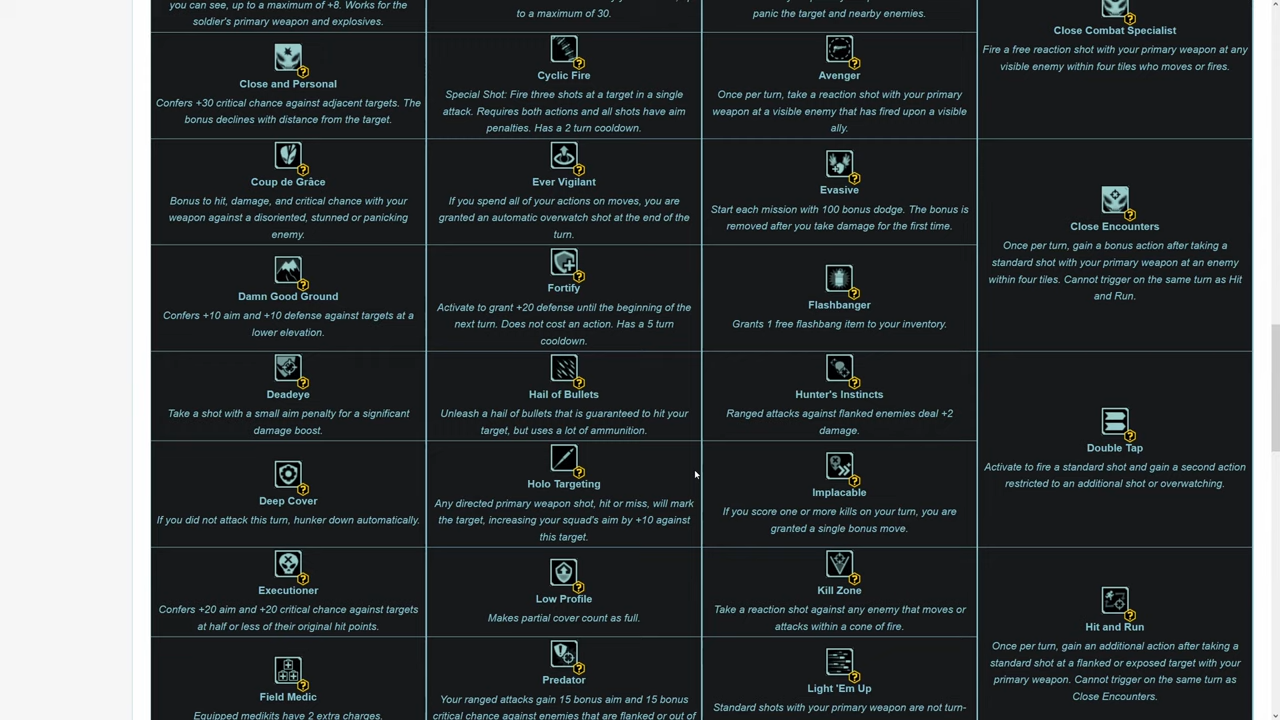 you can see, up to a maximum of +8. Works for the
soldier's primary weapon and explosives.
Close and Personal
Confers +30 critical chance against adjacent targets. The
bonus declines with distance from the target.
Coup de Grâce
Bonus to hit, damage, and critical chance with your
weapon against a disoriented, stunned or panicking
enemy.
Damn Good Ground
Confers +10 aim and +10 defense against targets at a
lower elevation.
Deadeye
Take a shot with a small aim penalty for a significant
damage boost.
Deep Cover
If you did not attack this turn, hunker down automatically.
Executioner
Confers +20 aim and +20 critical chance against targets
at half or less of their original hit points.
Field Medic
Equipped medikits have 2 extra charges.
to a maximum of 30.
Cyclic Fire
Special Shot: Fire three shots at a target in a single
attack. Requires both actions and all shots have aim
penalties. Has a 2 turn cooldown.
Ever Vigilant
If you spend all of your actions on moves, you are
granted an automatic overwatch shot at the end of the
turn.
Fortify
Activate to grant +20 defense until the beginning of the
next turn. Does not cost an action. Has a 5 turn
cooldown.
Hail of Bullets
Unleash a hail of bullets that is guaranteed to hit your
target, but uses a lot of ammunition.
Holo Targeting
Any directed primary weapon shot, hit or miss, will mark
the target, increasing your squad's aim by +10 against
this target.
Low Profile
Makes partial cover count as full.
Predator
Your ranged attacks gain 15 bonus aim and 15 bonus
critical chance against enemies that are flanked or out of
panic the target and nearby enemies.
Avenger
Once per turn, take a reaction shot with your primary
weapon at a visible enemy that has fired upon a visible
ally.
Evasive
Start each mission with 100 bonus dodge. The bonus is
removed after you take damage for the first time.
Flashbanger
Grants 1 free flashbang item to your inventory.
Hunter's Instincts
Ranged attacks against flanked enemies deal +2
damage.
Implacable
If you score one or more kills on your turn, you are
granted a single bonus move.
Kill Zone
Take a reaction shot against any enemy that moves or
attacks within a cone of fire.
Light 'Em Up
Standard shots with your primary weapon are not turn-
Close Combat Specialist
Fire a free reaction shot with your primary weapon at any
visible enemy within four tiles who moves or fires.
Close Encounters
Once per turn, gain a bonus action after taking a
standard shot with your primary weapon at an enemy
within four tiles. Cannot trigger on the same turn as Hit
and Run.
Double Tap
Activate to fire a standard shot and gain a second action
restricted to an additional shot or overwatching.
Hit and Run
Once per turn, gain an additional action after taking a
standard shot at a flanked or exposed target with your
primary weapon. Cannot trigger on the same turn as
Close Encounters.